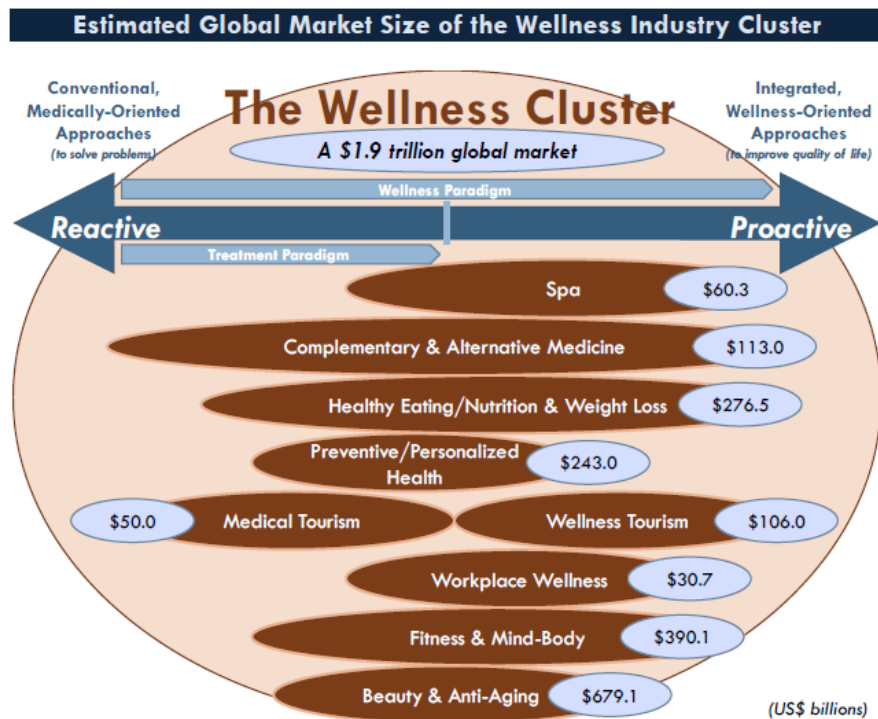 Estimated Global Market Size of the Wellness Industry Cluster
Conventional,
Medically-Oriented
Approaches
(to solve problems)
The Wellness Cluster
A $1.9 trillion global market
Integrated,
Wellness-Oriented
Approaches
(to improve quality of life)
Wellness Paradigm
Reactive
Proactive
Treatment Paradigm
Spa
$60.3
Complementary & Alternative Medicine
$113.0
Healthy Eating/Nutrition & Weight Loss
$276.5
Preventive/Personalized
Health
$243.0
$50.0
Medical Tourism
Wellness Tourism
$106.0
Workplace Wellness
$30.7
Fitness & Mind-Body
$390.1
Beauty & Anti-Aging
$679.1
(US$ billions)